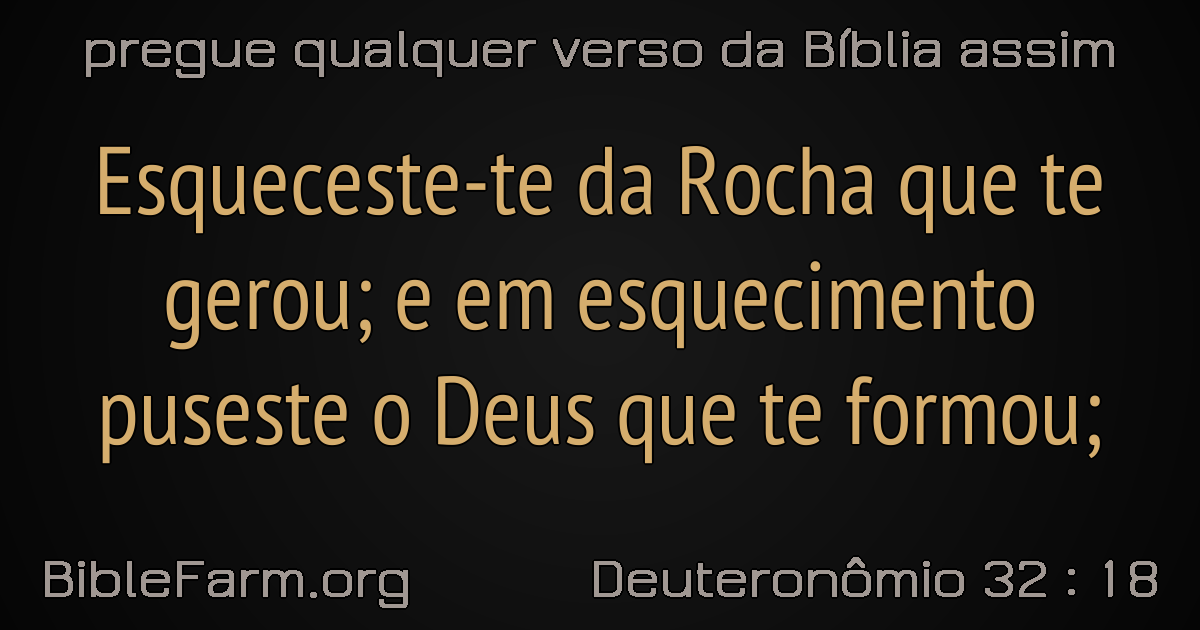 pregue qualquer verso da Bíblia assim
Esqueceste-te da Rocha que te
gerou; e em esquecimento
puseste o Deus que te formou;
BibleFarm.org
Deuteronômio 32 : 18